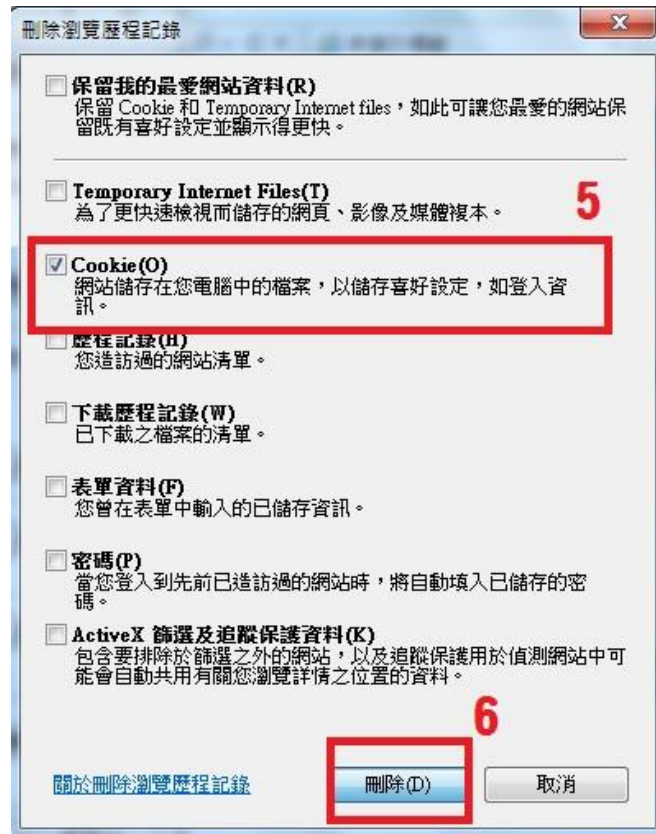 刪除瀏覽歷程記錄
保留我的最愛網站資料(R)
保留 Cookie 和 Temporary Internet files，如此可讓您最愛的網站保
留既有喜好設定並顯示得更快。
Temporary Internet Files(T)
為了更快速檢視而儲存的網頁、影像及媒體複本。
5
Cookie(O)
網站儲存在您電腦中的檔案，以儲存喜好設定，如登入資
訊。
歷程記錄(H)
您造訪過的網站清單。
下載歷程記錄(W)
已下載之檔案的清單。
表單資料(F)
您曾在表單中輸入的已儲存資訊。
密碼(P)
當您登入到先前已造訪過的網站時，將自動填入已儲存的密
碼。
ActiveX 篩選及追蹤保護資料(K)
包含要排除於篩選之外的網站，以及追蹤保護用於偵測網站中可
能會自動共用有關您瀏覽詳情之位置的資料。
6
關於刪除瀏覽歷程記錄
刪除(D)
取消